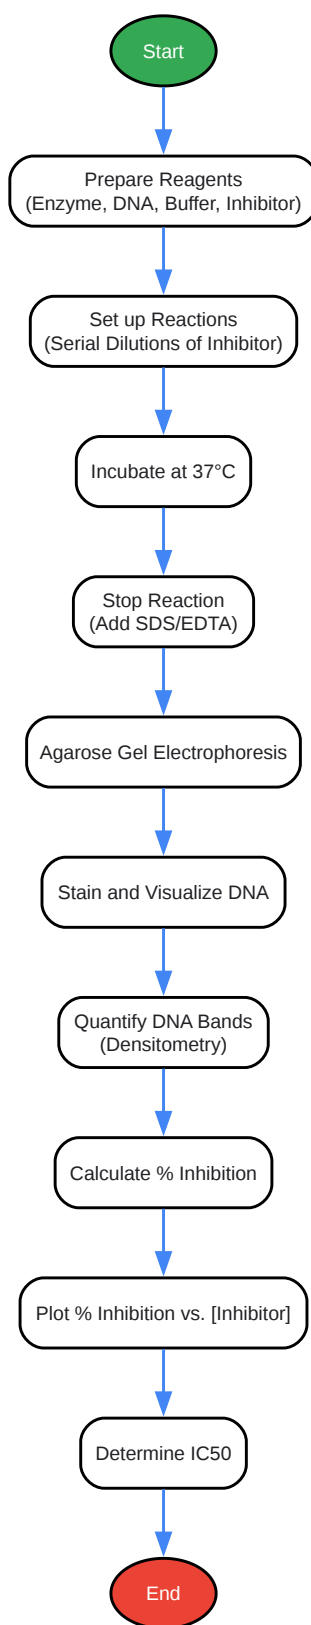 Start
Prepare Reagents
(Enzyme, DNA, Buffer, Inhibitor)
Set up Reactions
(Serial Dilutions of Inhibitor)
Incubate at 37°C
Stop Reaction
(Add SDS/EDTA)
Agarose Gel Electrophoresis
Stain and Visualize DNA
Quantify DNA Bands
(Densitometry)
Calculate % Inhibition
Plot % Inhibition vs. [Inhibitor]
Determine IC50
End